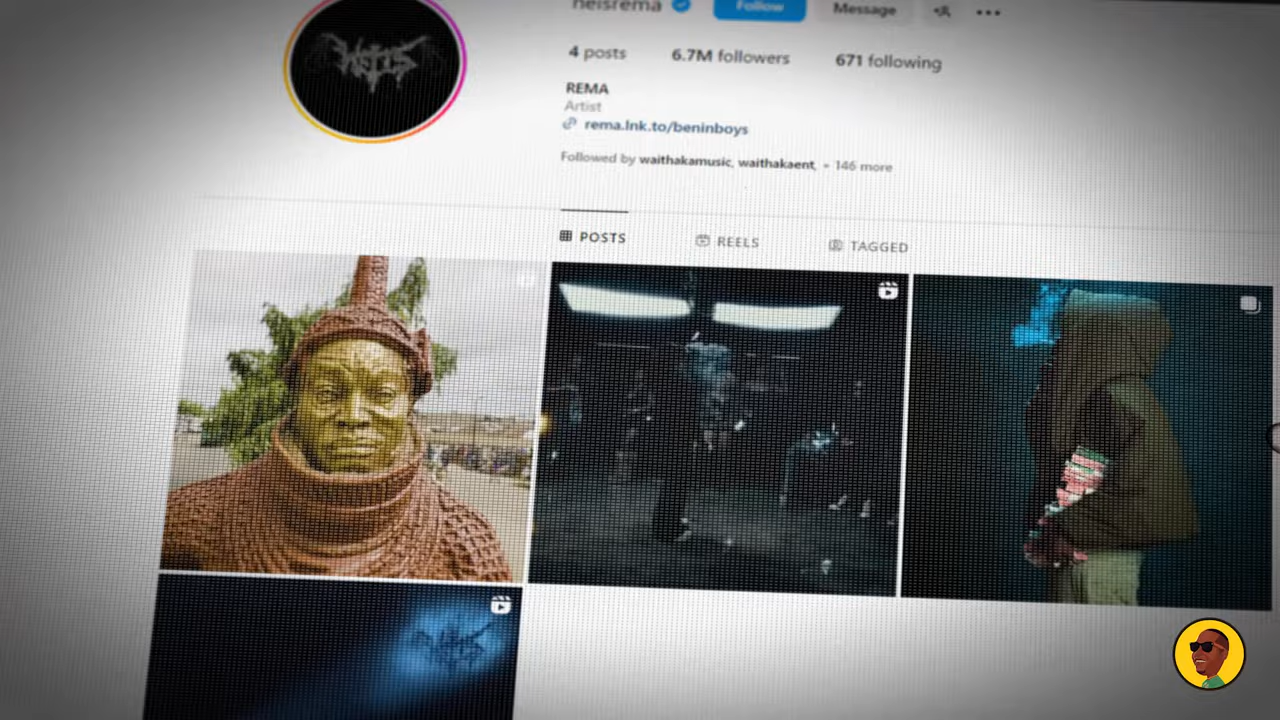 heisrema Follow Message
4 posts 6.7M followers 671 following
REMA
Artist
rema.lnk.to/beninboys
Followed by waithakamusic, waithakaent, • 146 more
POSTS REELS TAGGED
HEIS